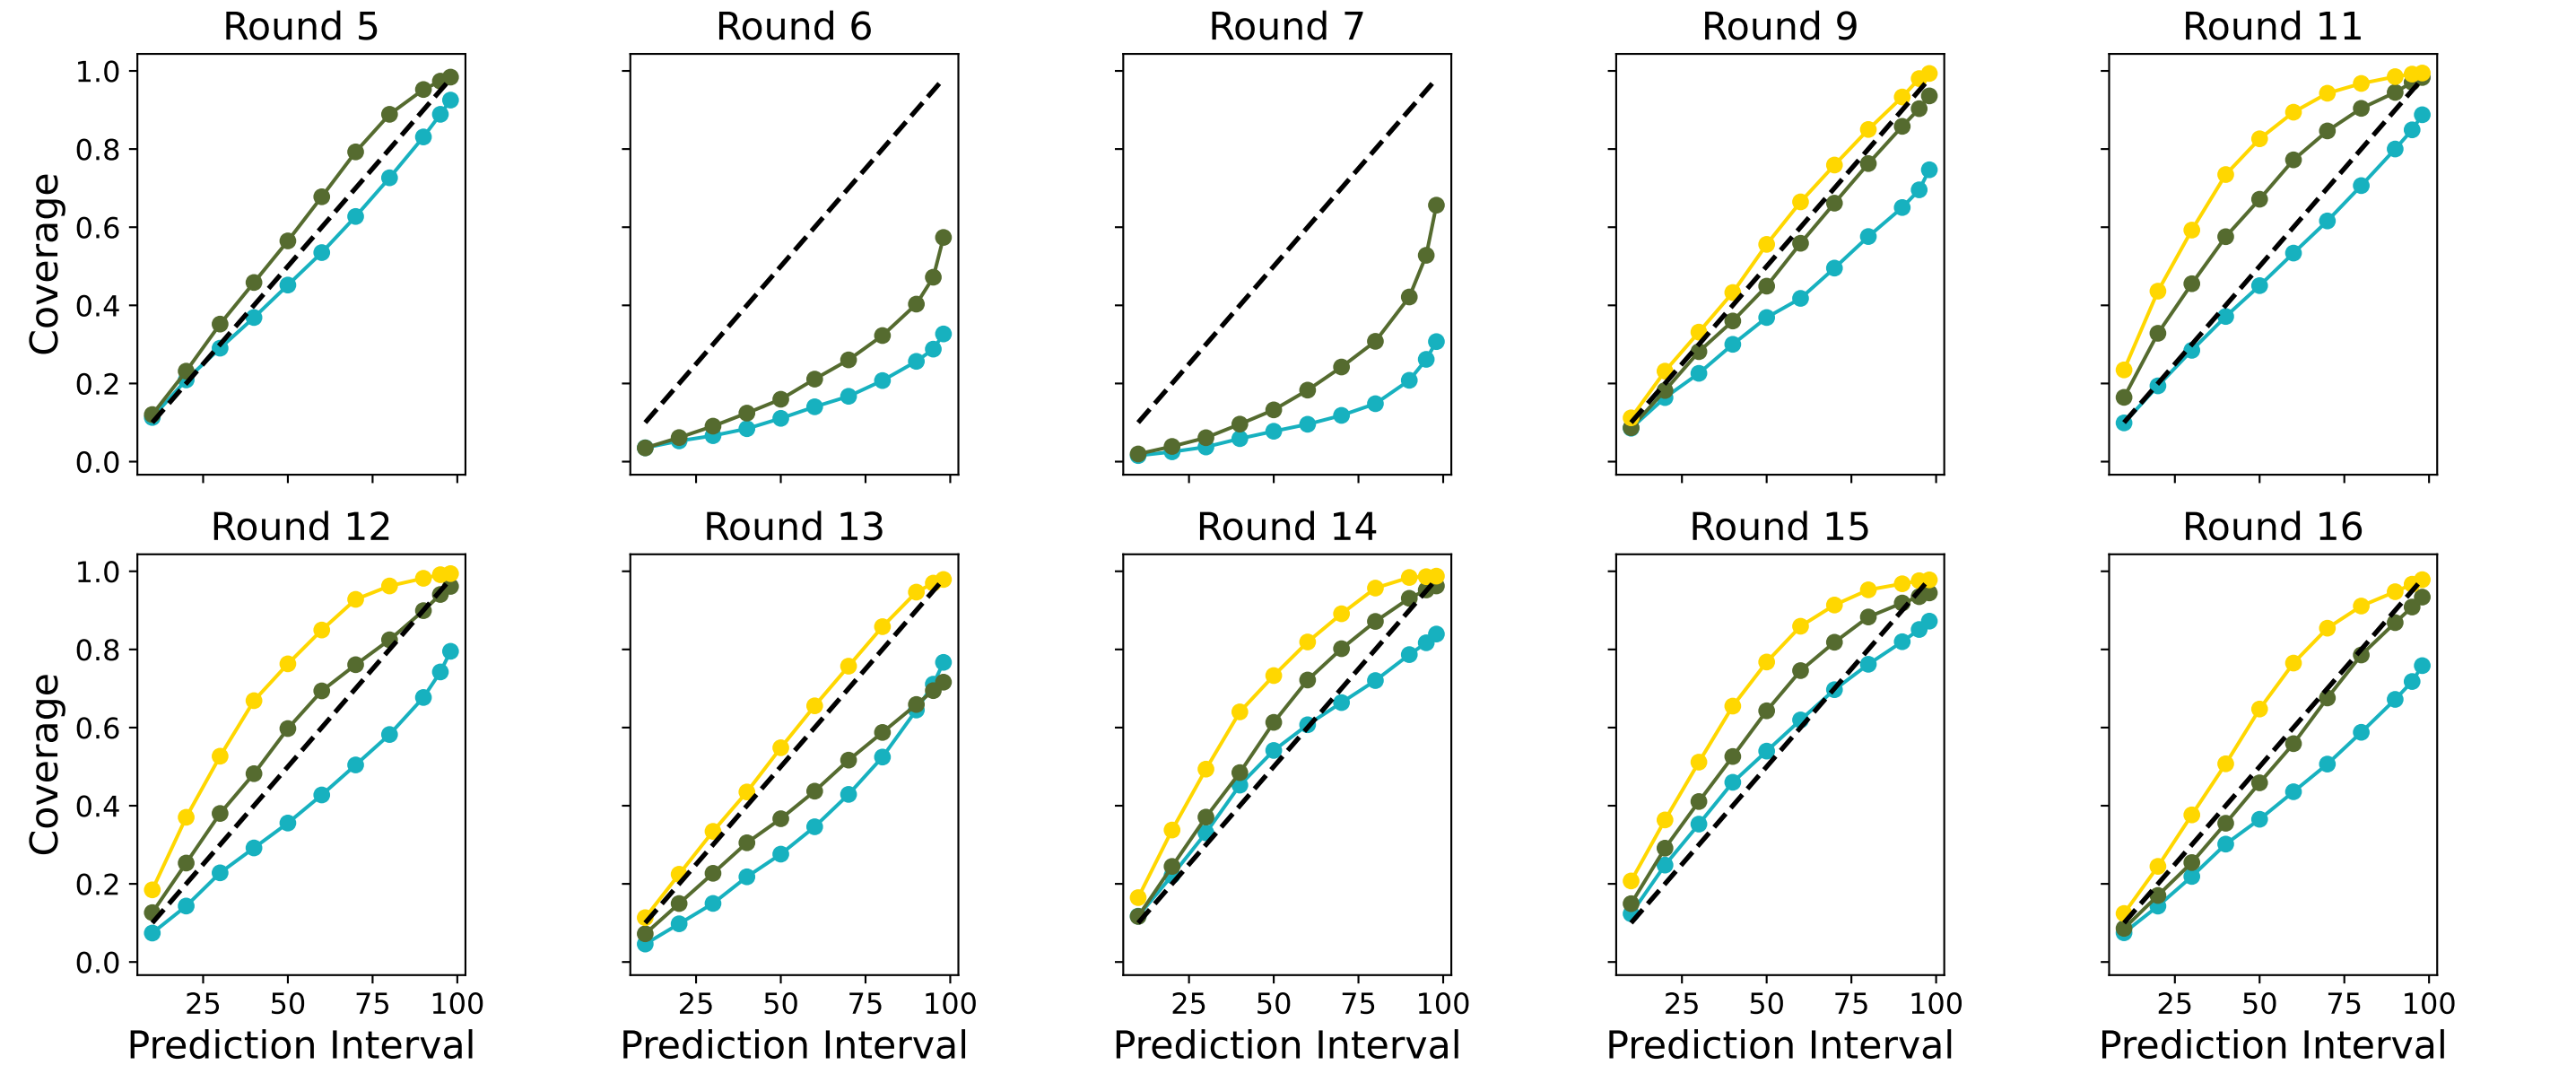 Round 5
Round 6
Round 7
Round 9
Round 11
1.0
0.8
0.6
0.4
0.2
0.0
Coverage
Round 12
Round 13
Round 14
Round 15
Round 16
1.0
0.8
0.6
0.4
0.2
0.0
Coverage
25 50 75 100
25 50 75 100
25 50 75 100
25 50 75 100
25 50 75 100
Prediction Interval
Prediction Interval
Prediction Interval
Prediction Interval
Prediction Interval